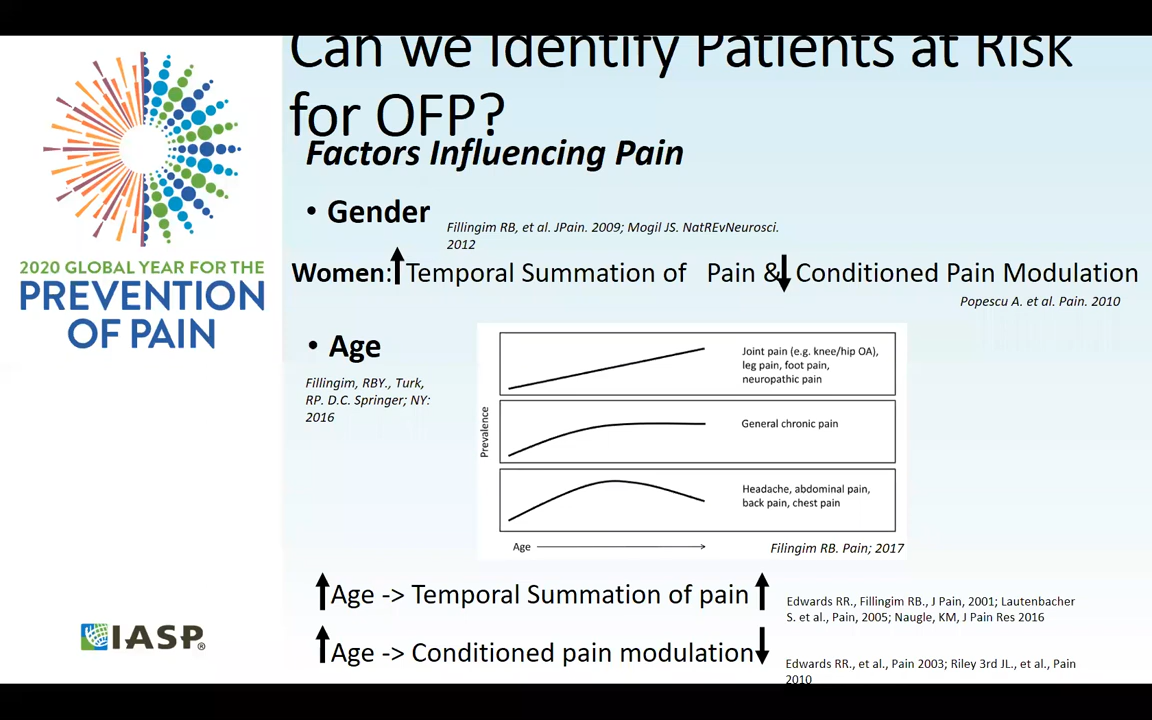 Can we Identify Patients at Risk
for OFP?
Factors Influencing Pain
• Gender
Fillingim RB, et al. JPain. 2009; Mogil JS. NatREvNeurosci.
2012
Women: Temporal Summation of Pain & Conditioned Pain Modulation
Popescu A. et al. Pain. 2010
2020 GLOBAL YEAR FOR THE
PREVENTION
OF PAIN
• Age
Fillingim, RBY., Turk,
RP. D.C. Springer; NY:
2016
Prevalence
Joint pain (e.g. knee/hip OA),
leg pain, foot pain,
neuropathic pain
General chronic pain
Headache, abdominal pain,
back pain, chest pain
Age
Filingim RB. Pain; 2017
Age -> Temporal Summation of pain
Edwards RR., Fillingim RB., J Pain, 2001; Lautenbacher
S. et al., Pain, 2005; Naugle, KM, J Pain Res 2016
IASP®
Age -> Conditioned pain modulation
Edwards RR., et al., Pain 2003; Riley 3rd JL., et al., Pain
2010